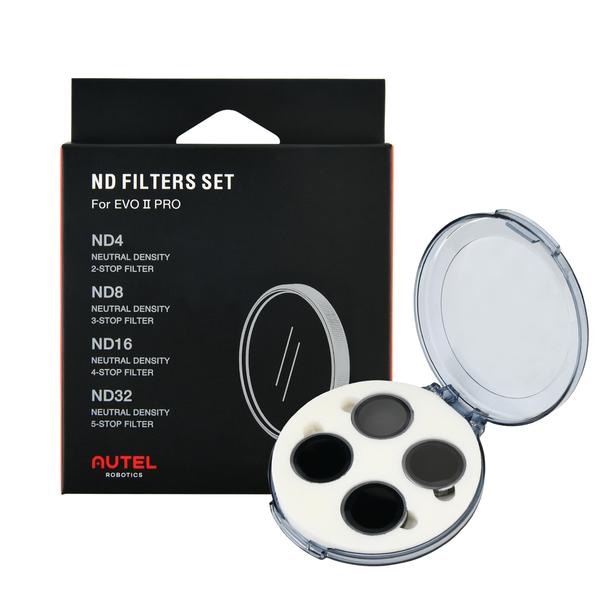 ND FILTERS SET
For EVO II PRO
ND4
NEUTRAL DENSITY
2-STOP FILTER
ND8
NEUTRAL DENSITY
3-STOP FILTER
ND16
NEUTRAL DENSITY
4-STOP FILTER
ND32
NEUTRAL DENSITY
5-STOP FILTER
AUTEL
ROBOTICS